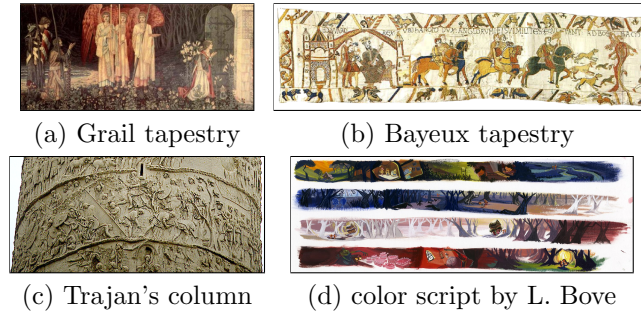 (a) Grail tapestry
(b) Bayeux tapestry
(c) Trajan's column
(d) color script by L. Bove